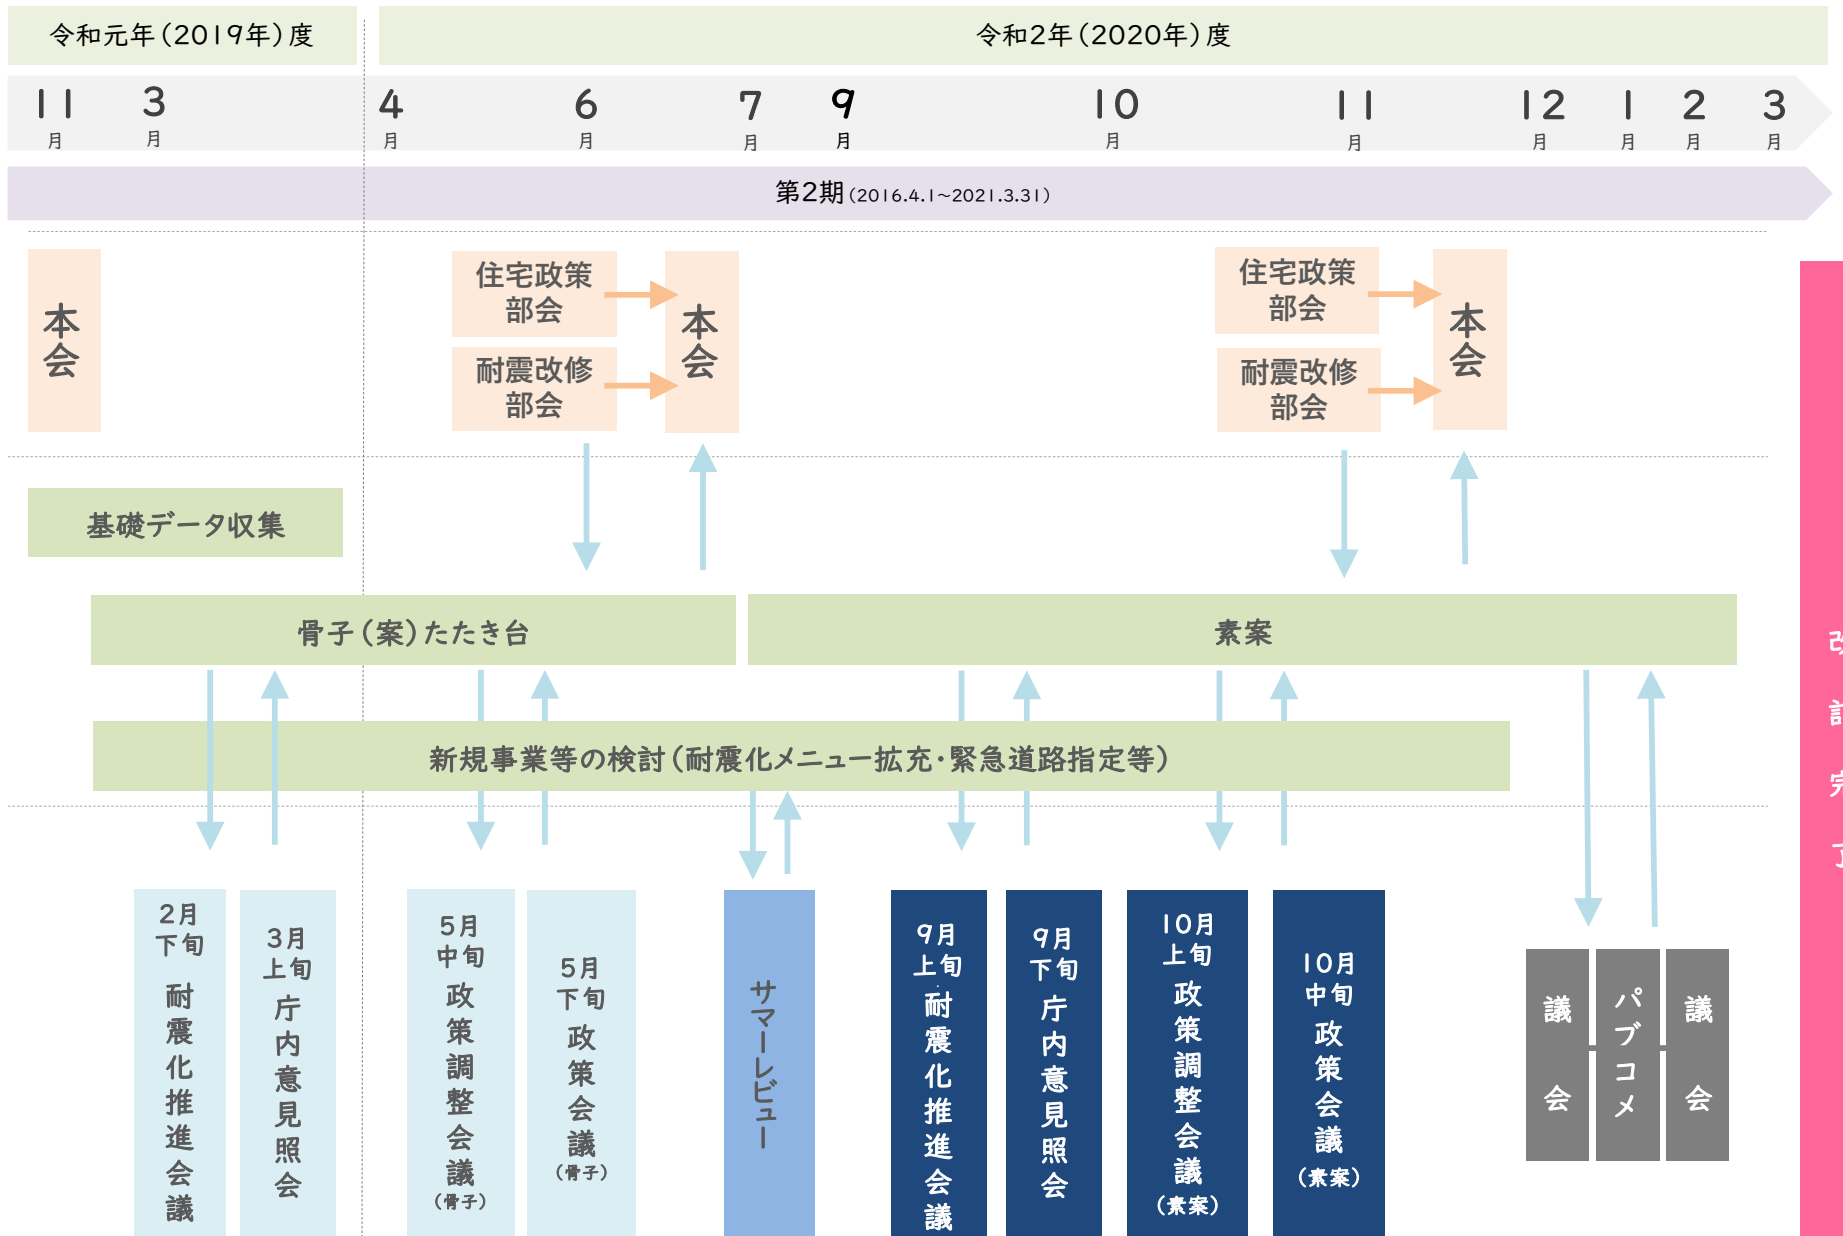 令和元年（2019年）度
令和2年（2020年）度
11月
3月
4月
6月
7月
9月
10月
11月
12月
1月
2月
3月
第2期（2016.4.1～2021.3.31）
本会
住宅政策
部会
耐震改修
部会
本会
住宅政策
部会
耐震改修
部会
本会
基礎データ収集
骨子（案）たたき台
素案
新規事業等の検討（耐震化メニュー拡充・緊急道路指定等）
2月
下旬
耐震化推進会議
3月
上旬
庁内意見照会
5月
中旬
政策調整会議
（骨子）
5月
下旬
政策会議
（骨子）
サマーレビュー
9月
上旬
耐震化推進会議
9月
下旬
庁内意見照会
10月
上旬
政策調整会議
（素案）
10月
中旬
政策会議
（素案）
議会
パブコメ
議会